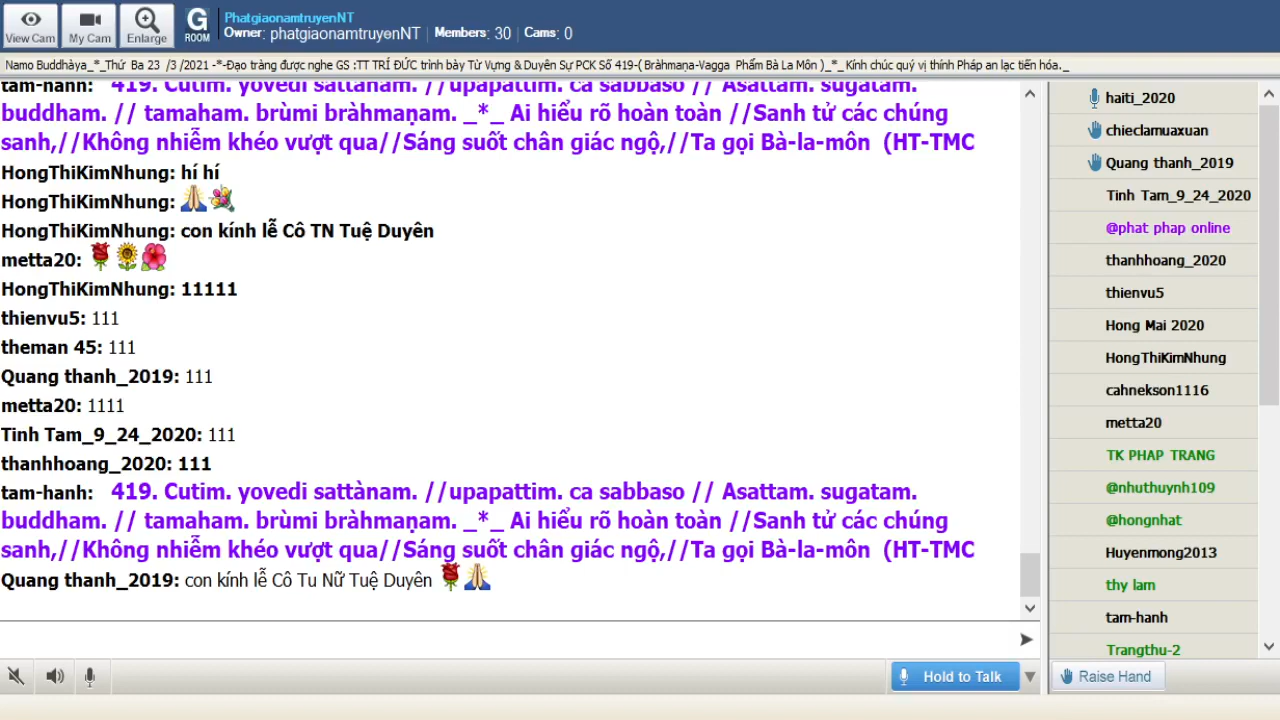 View Cam
My Cam
Enlarge
G
ROOM
PhatgiaonamtruyenNT
Owner: phatgiaonamtruyenNT | Members: 30 | Cams: 0
Namo Buddhàya_*_Thứ Ba 23 /3 /2021 -*-Đạo tràng được nghe GS :TT TRÍ ĐỨC trình bày Từ Vựng & Duyên Sự PCK Số 419-( Bràhmaṇa-Vagga Phẩm Bà La Môn )_*_ Kính chúc quý vị thính Pháp an lạc tiến hóa._
tam-hanh: 419. Cutim. yovedi sattànam. //upapattim. ca sabbaso // Asattam. sugatam.
buddham. // tamaham. brùmi bràhmaṇam. _*_ Ai hiểu rõ hoàn toàn //Sanh tử các chúng
sanh,//Không nhiễm khéo vượt qua//Sáng suốt chân giác ngộ,//Ta gọi Bà-la-môn (HT-TMC
HongThiKimNhung: hí hí
HongThiKimNhung:
HongThiKimNhung: con kính lễ Cô TN Tuệ Duyên
metta20:
HongThiKimNhung: 11111
thienvu5: 111
theman 45: 111
Quang thanh_2019: 111
metta20: 1111
Tinh Tam_9_24_2020: 111
thanhhoang_2020: 111
tam-hanh: 419. Cutim. yovedi sattànam. //upapattim. ca sabbaso // Asattam. sugatam.
buddham. // tamaham. brùmi bràhmaṇam. _*_ Ai hiểu rõ hoàn toàn //Sanh tử các chúng
sanh,//Không nhiễm khéo vượt qua//Sáng suốt chân giác ngộ,//Ta gọi Bà-la-môn (HT-TMC
Quang thanh_2019: con kính lễ Cô Tu Nữ Tuệ Duyên
Hold to Talk
haiti_2020
chieclamuaxuan
Quang thanh_2019
Tinh Tam_9_24_2020
@phat phap online
thanhhoang_2020
thienvu5
Hong Mai 2020
HongThiKimNhung
cahnekson1116
metta20
TK PHAP TRANG
@nhuthuynh109
@hongnhat
Huyenmong2013
thy lam
tam-hanh
Trangthu-2
Raise Hand